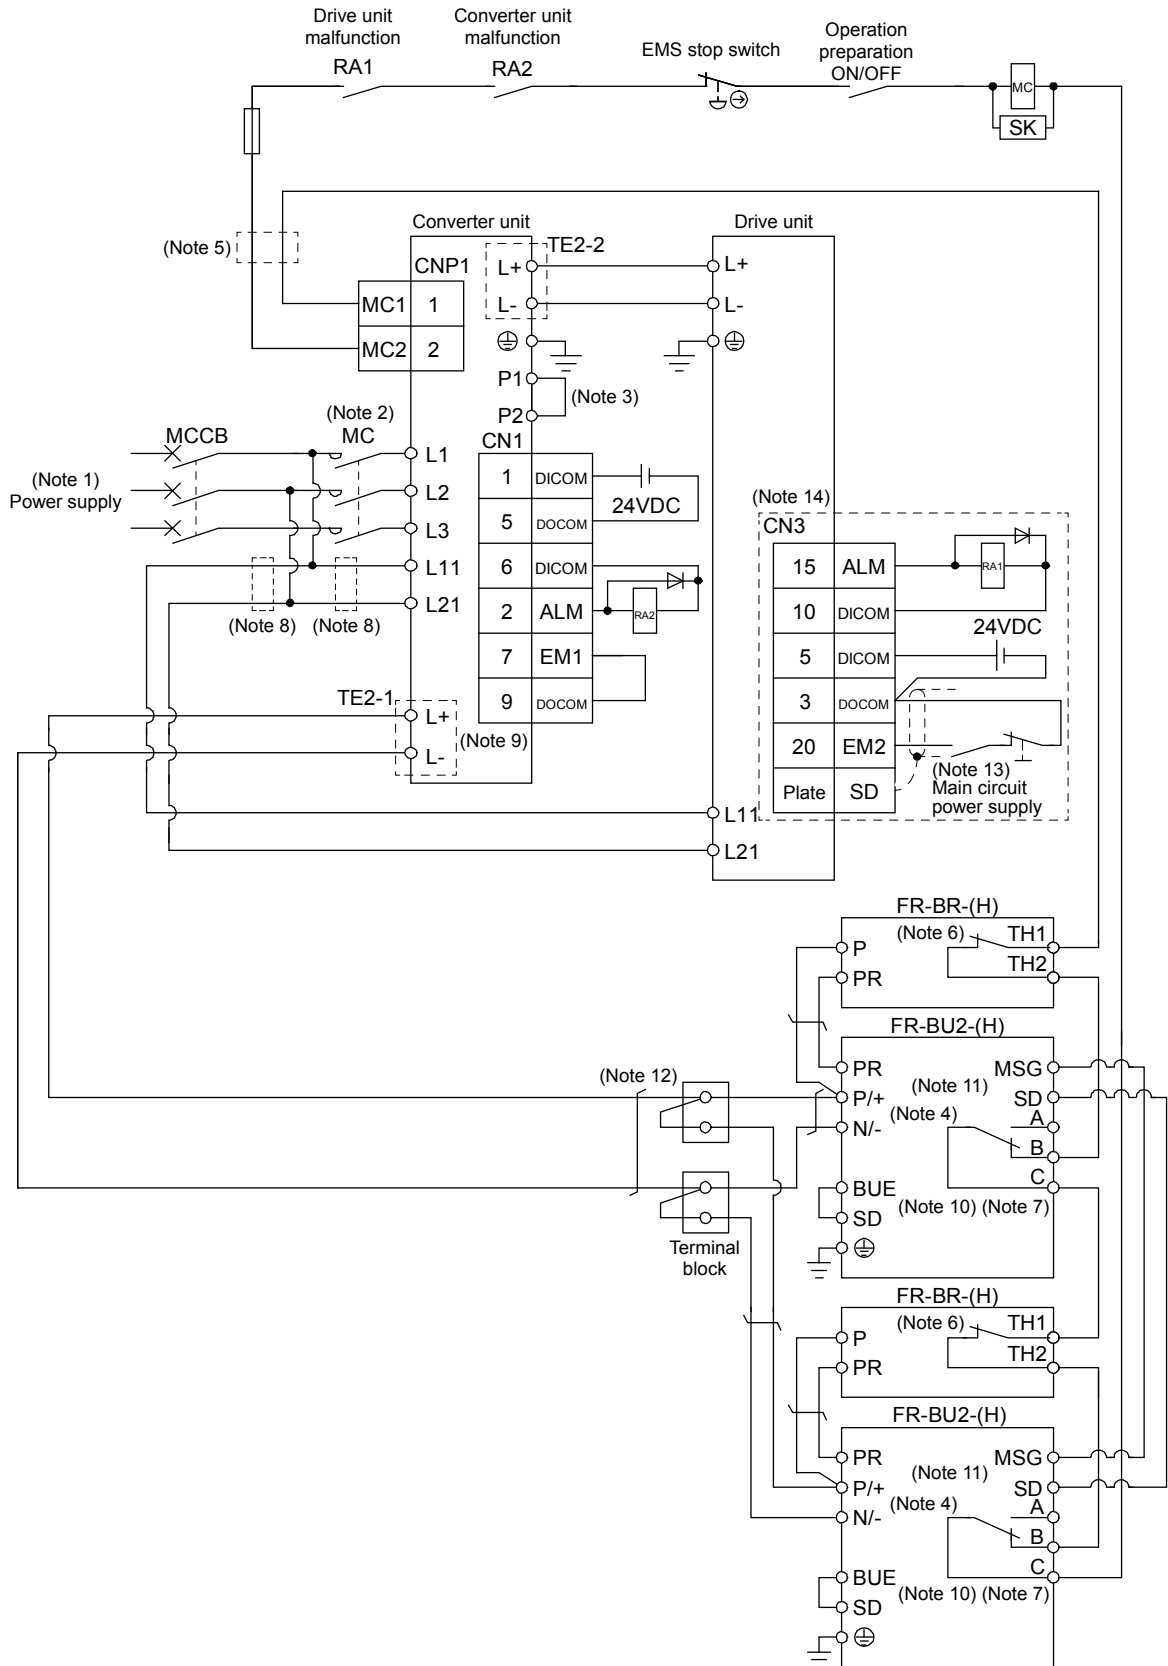 Drive unit
malfunction
RA1
Converter unit
malfunction
RA2
EMS stop switch
Operation
preparation
ON/OFF
MC
SK
(Note 5)
Converter unit
Drive unit
CNP1
MC1 1
MC2 2
TE2-2
L+
L-
L+
L-
P1
P2
(Note 3)
(Note 1)
Power supply
MCCB
(Note 2)
MC
L1
L2
L3
L11
L21
(Note 8) (Note 8)
CN1
1 DICOM
5 DOCOM
6 DICOM
2 ALM
7 EM1
9 DOCOM
24VDC
RA2
(Note 9)
TE2-1
L+
L-
(Note 14)
CN3
15 ALM
10 DICOM
5 DICOM
3 DOCOM
20 EM2
Plate SD
RA1
24VDC
(Note 13)
Main circuit
power supply
L11
L21
FR-BR-(H)
P
PR
(Note 6)
TH1
TH2
FR-BU2-(H)
PR
P/+
N/-
BUE
SD
MSG
(Note 11)
SD
(Note 4)
A
B
C
(Note 10) (Note 7)
(Note 12)
Terminal
block
FR-BR-(H)
P
PR
(Note 6)
TH1
TH2
FR-BU2-(H)
PR
P/+
N/-
BUE
SD
MSG
(Note 11)
SD
(Note 4)
A
B
C
(Note 10) (Note 7)